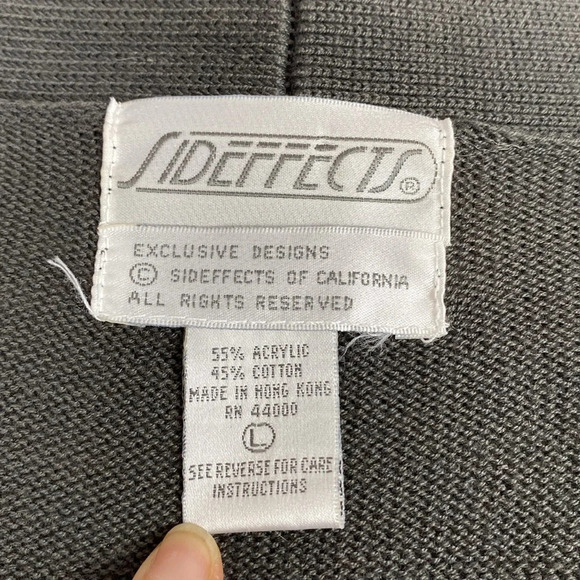 SIDEFFECTS®
EXCLUSIVE DESIGNS
© SIDEFFECTS OF CALIFORNIA
ALL RIGHTS RESERVED
55% ACRYLIC
45% COTTON
MADE IN HONG KONG
RN 44000
L
SEE REVERSE FOR CARE
INSTRUCTIONS